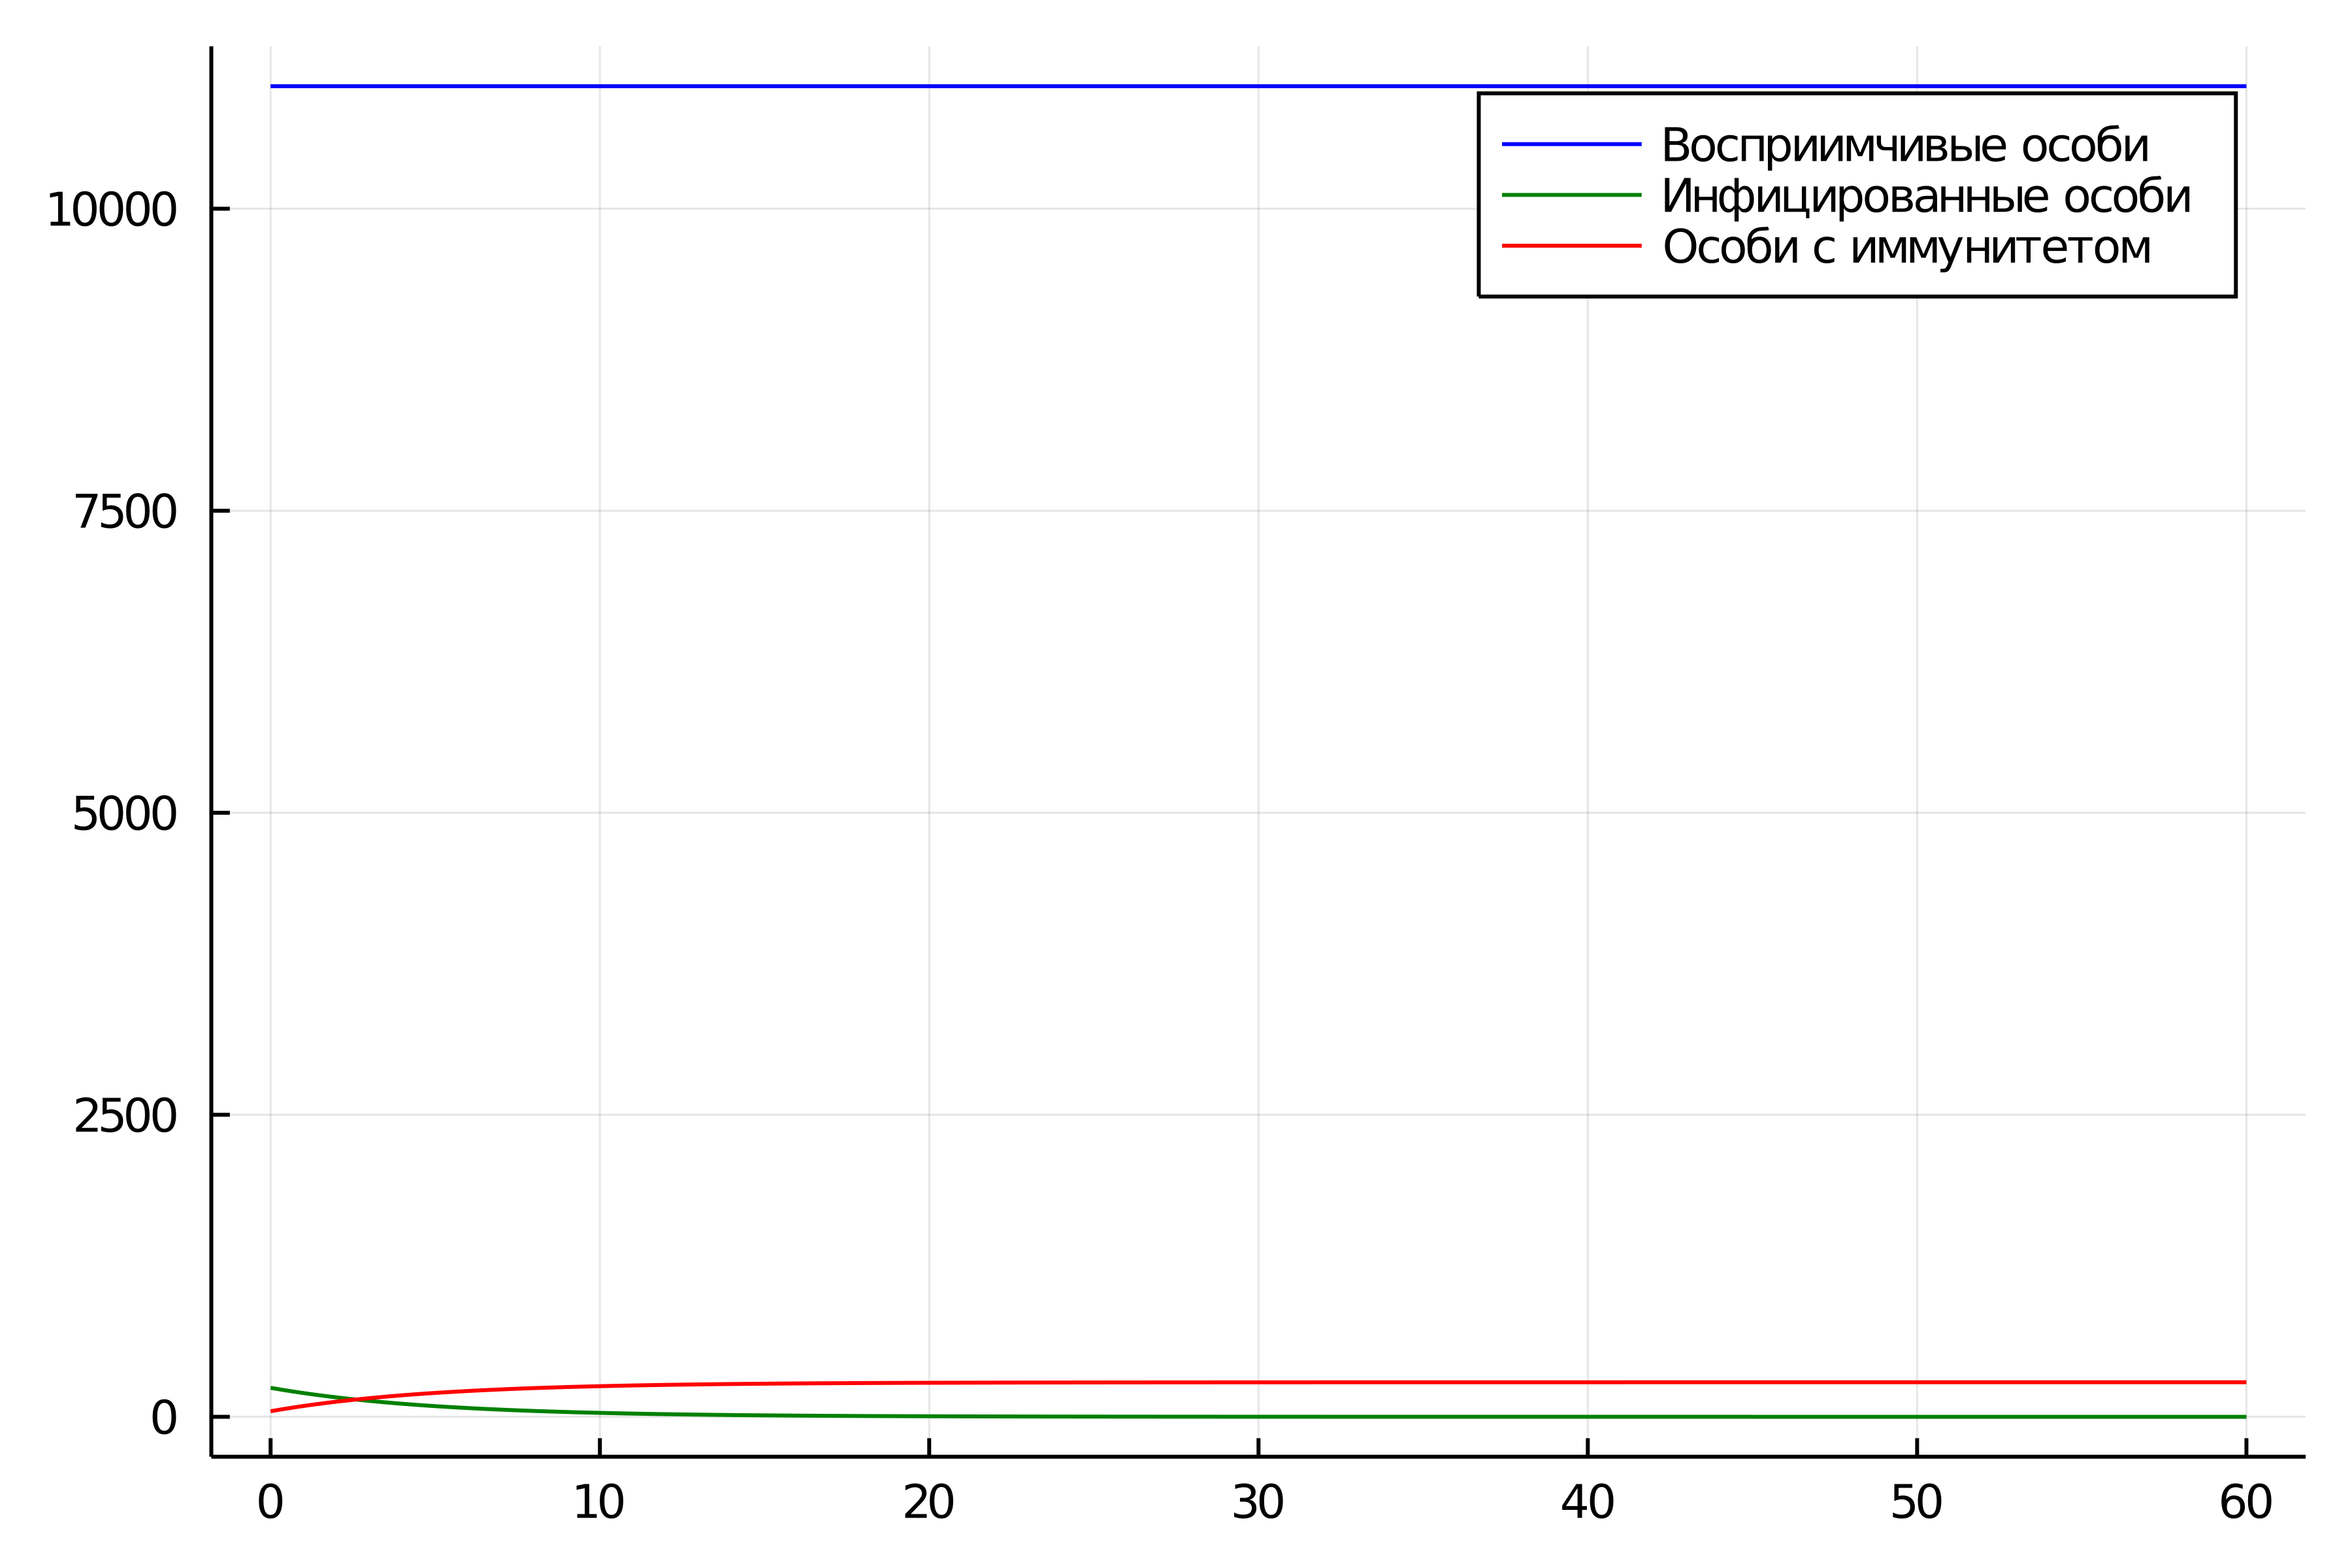 Восприимчивые особи
Инфицированные особи
Особи с иммунитетом
10000
7500
5000
2500
0
0 10 20 30 40 50 60